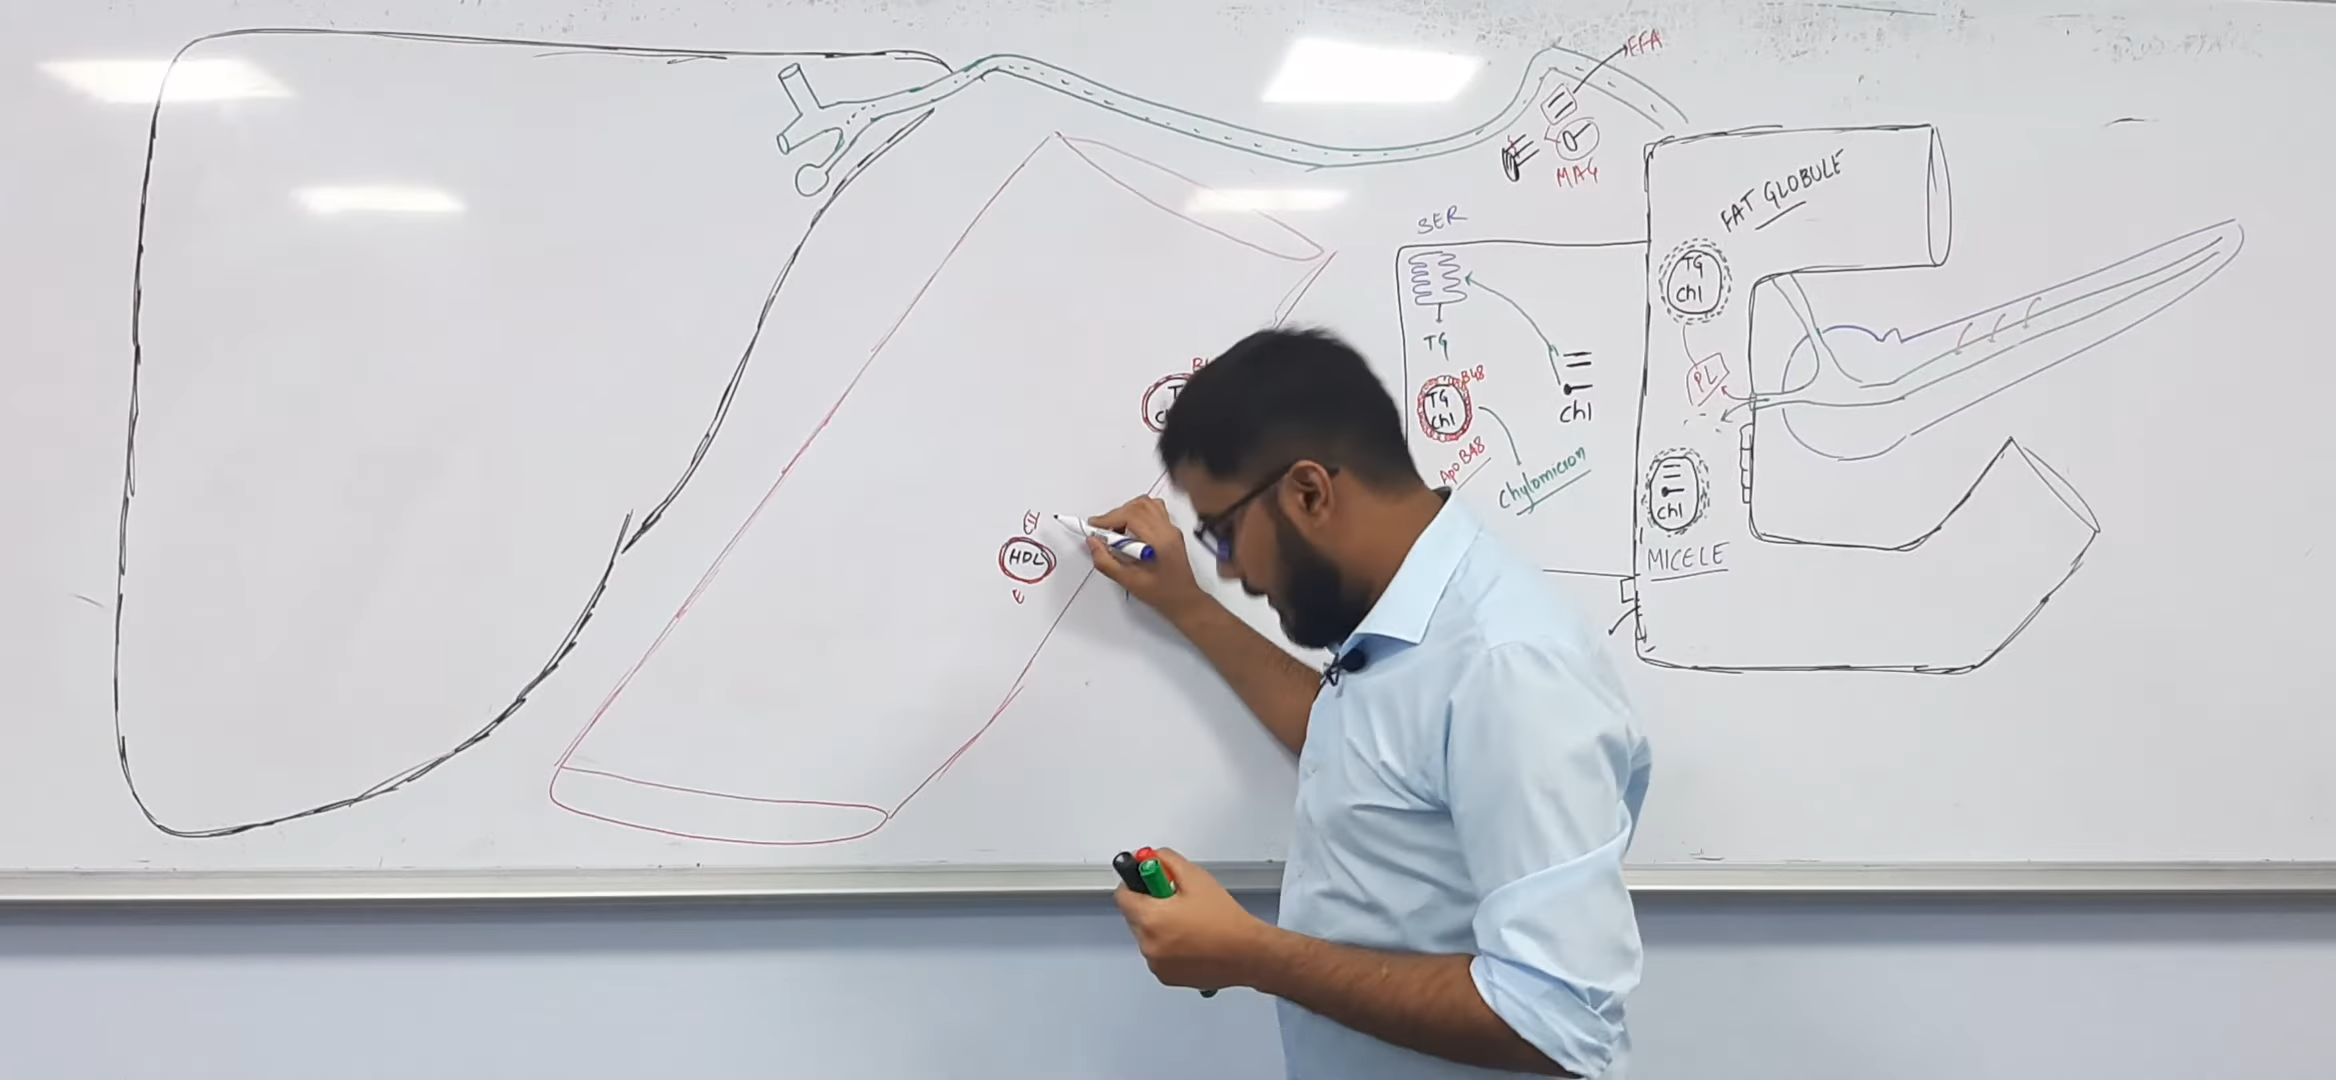 FFA
MAG
SER
TG
TG
Chl
B48
Apo B48
Chylomicron
Chl
FAT GLOBULE
TG
Chl
PL
Chl
MICELE
CII
HDL
E